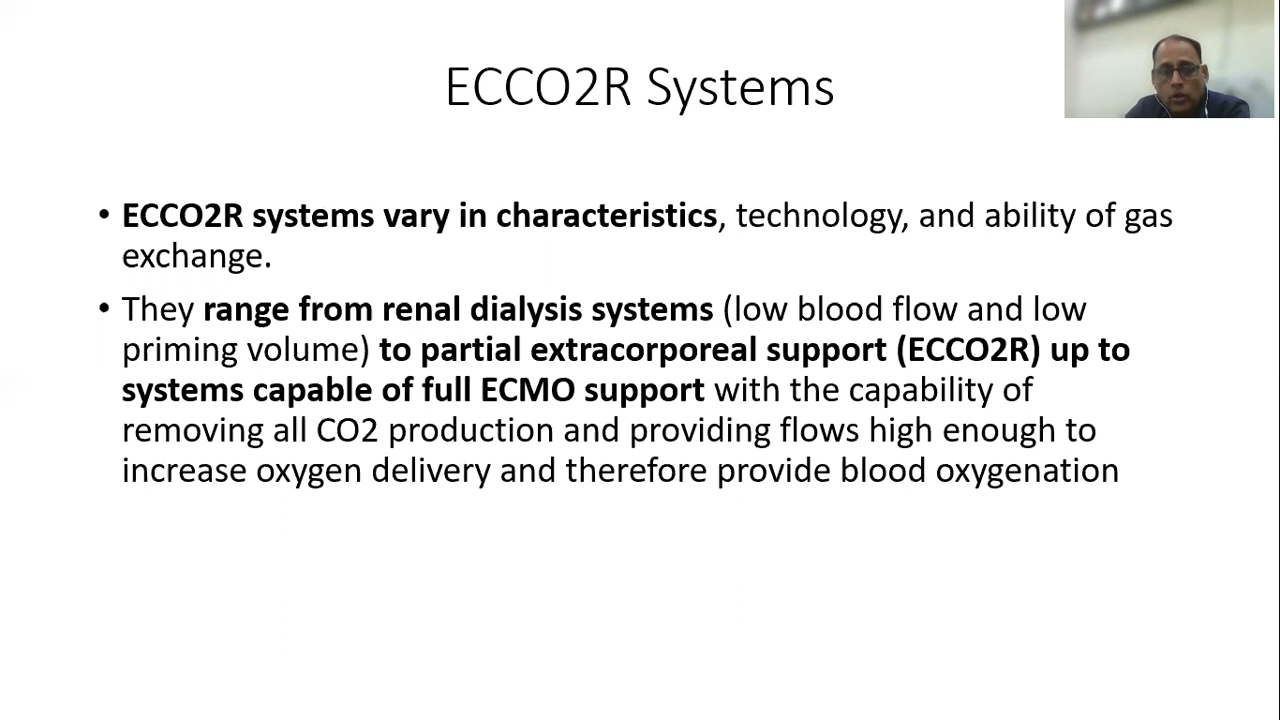 ECCO2R Systems
• ECCO2R systems vary in characteristics, technology, and ability of gas
exchange.
• They range from renal dialysis systems (low blood flow and low
priming volume) to partial extracorporeal support (ECCO2R) up to
systems capable of full ECMO support with the capability of
removing all CO2 production and providing flows high enough to
increase oxygen delivery and therefore provide blood oxygenation